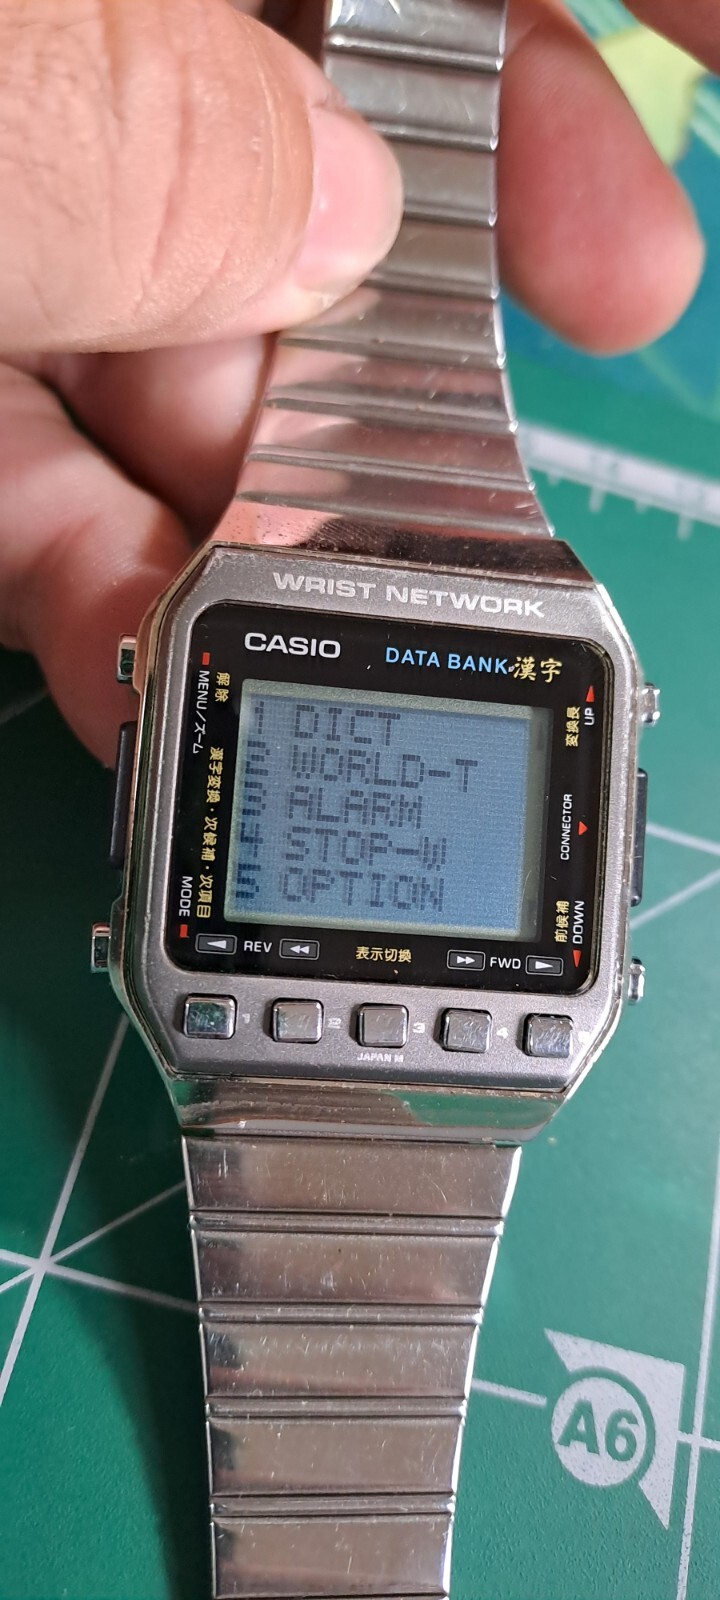 WRIST NETWORK
CASIO
DATA BANK·漢字
解除
MENU/ズーム
漢字変換・次候補・次項目
MODE
1 DICT
2 WORLD-T
3 ALARM
4 STOP-W
5 OPTION
変換長
UP
CONNECTOR
前候補
DOWN
REV
表示切換
FWD
1 2 3 4 5
JAPAN M
A6